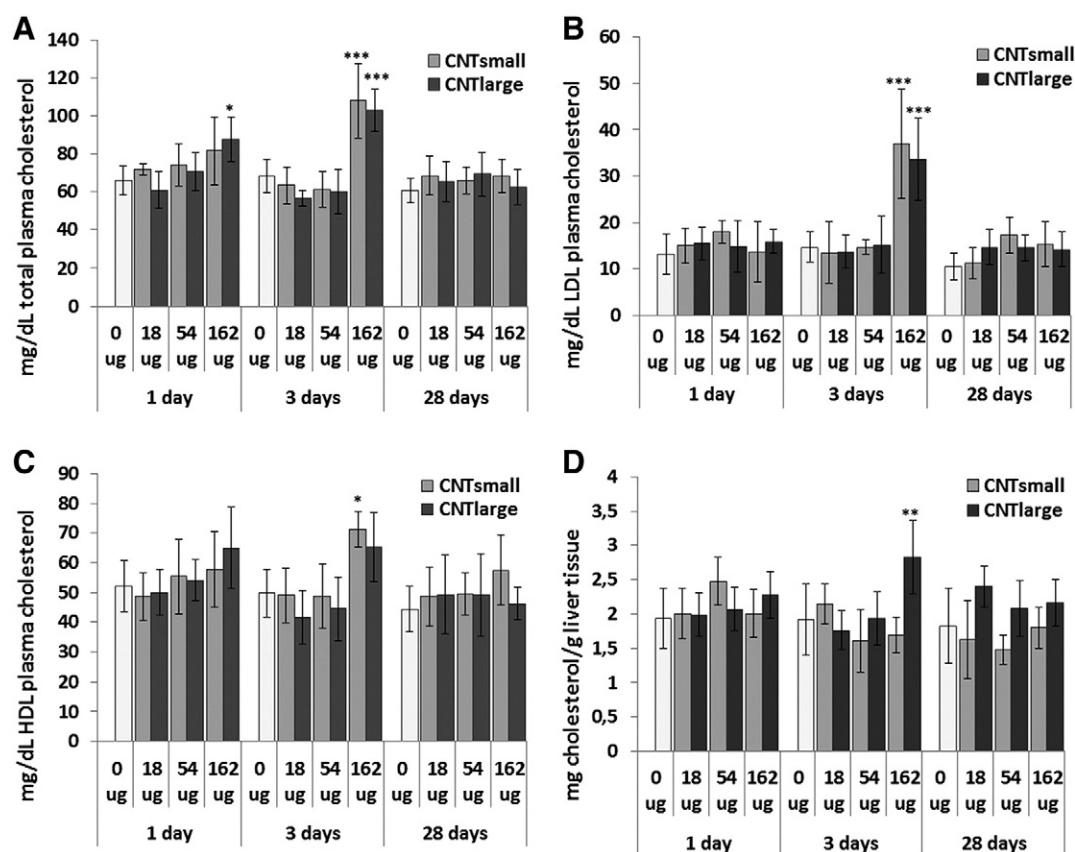 A
mg/dL total plasma cholesterol
140
120
100
80
60
40
20
0
CNTsmall
CNTlarge
*
***
***
0 18 54 162 0 18 54 162 0 18 54 162
ug ug ug ug ug ug ug ug ug ug ug ug
1 day 3 days 28 days
B
mg/dL LDL plasma cholesterol
60
50
40
30
20
10
0
CNTsmall
CNTlarge
***
***
0 18 54 162 0 18 54 162 0 18 54 162
ug ug ug ug ug ug ug ug ug ug ug ug
1 day 3 days 28 days
C
mg/dL HDL plasma cholesterol
90
80
70
60
50
40
30
20
10
0
CNTsmall
CNTlarge
*
0 18 54 162 0 18 54 162 0 18 54 162
ug ug ug ug ug ug ug ug ug ug ug ug
1 day 3 days 28 days
D
mg cholesterol/g liver tissue
4
3,5
3
2,5
2
1,5
1
0,5
0
CNTsmall
CNTlarge
**
0 18 54 162 0 18 54 162 0 18 54 162
ug ug ug ug ug ug ug ug ug ug ug ug
1 day 3 days 28 days